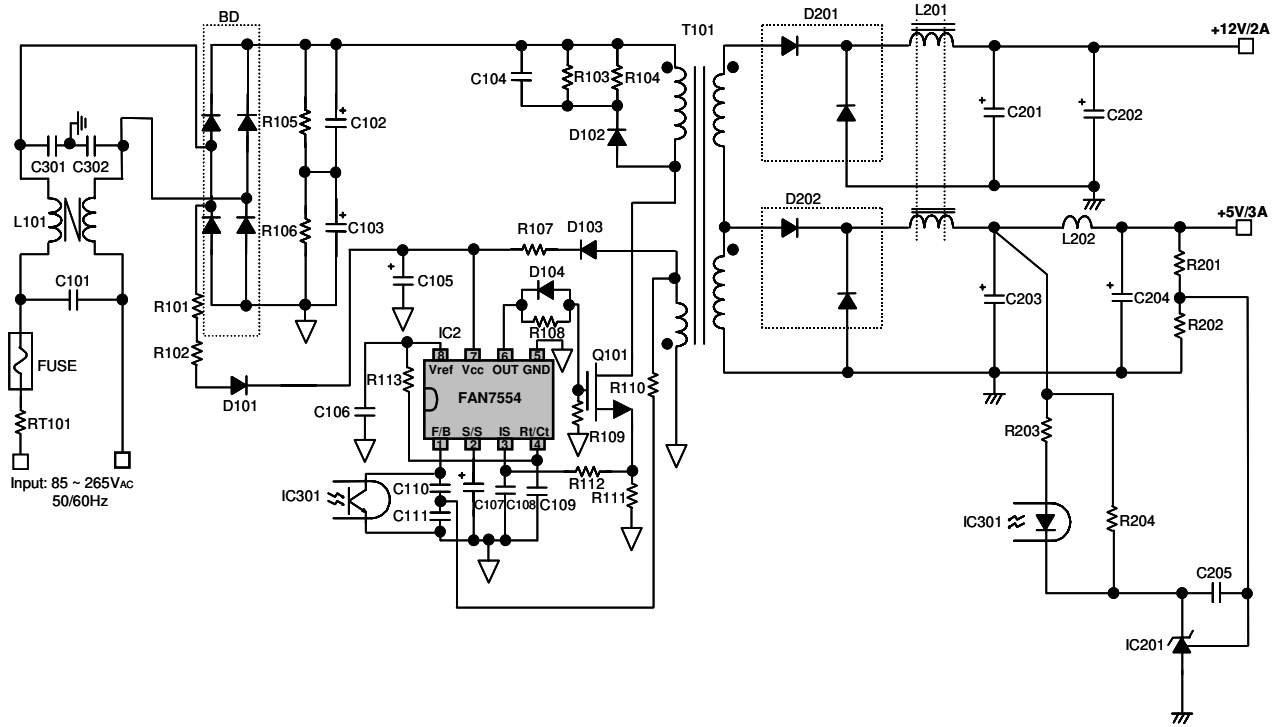 BD
D201
L201
T101
+12V/2A
C104
R103
R104
R105
C102
D102
C201
C202
C301 C302
L101
R106
C103
D202
+5V/3A
R107
D103
L202
C101
C105
D104
R201
R101
C203
C204
R202
R108
IC2
R102
Q101
FUSE
8 7 6 5
Vref Vcc OUT GND
R113
R110
D101
FAN7554
C106
RT101
F/B S/S IS Rt/Ct
1 2 3 4
R109
R203
Input: 85 ~ 265VAC
50/60Hz
R112
IC301
C110
R111
C107
C108
C109
C111
IC301
R204
C205
IC201
+
+
+
+
+
+
+
+
+